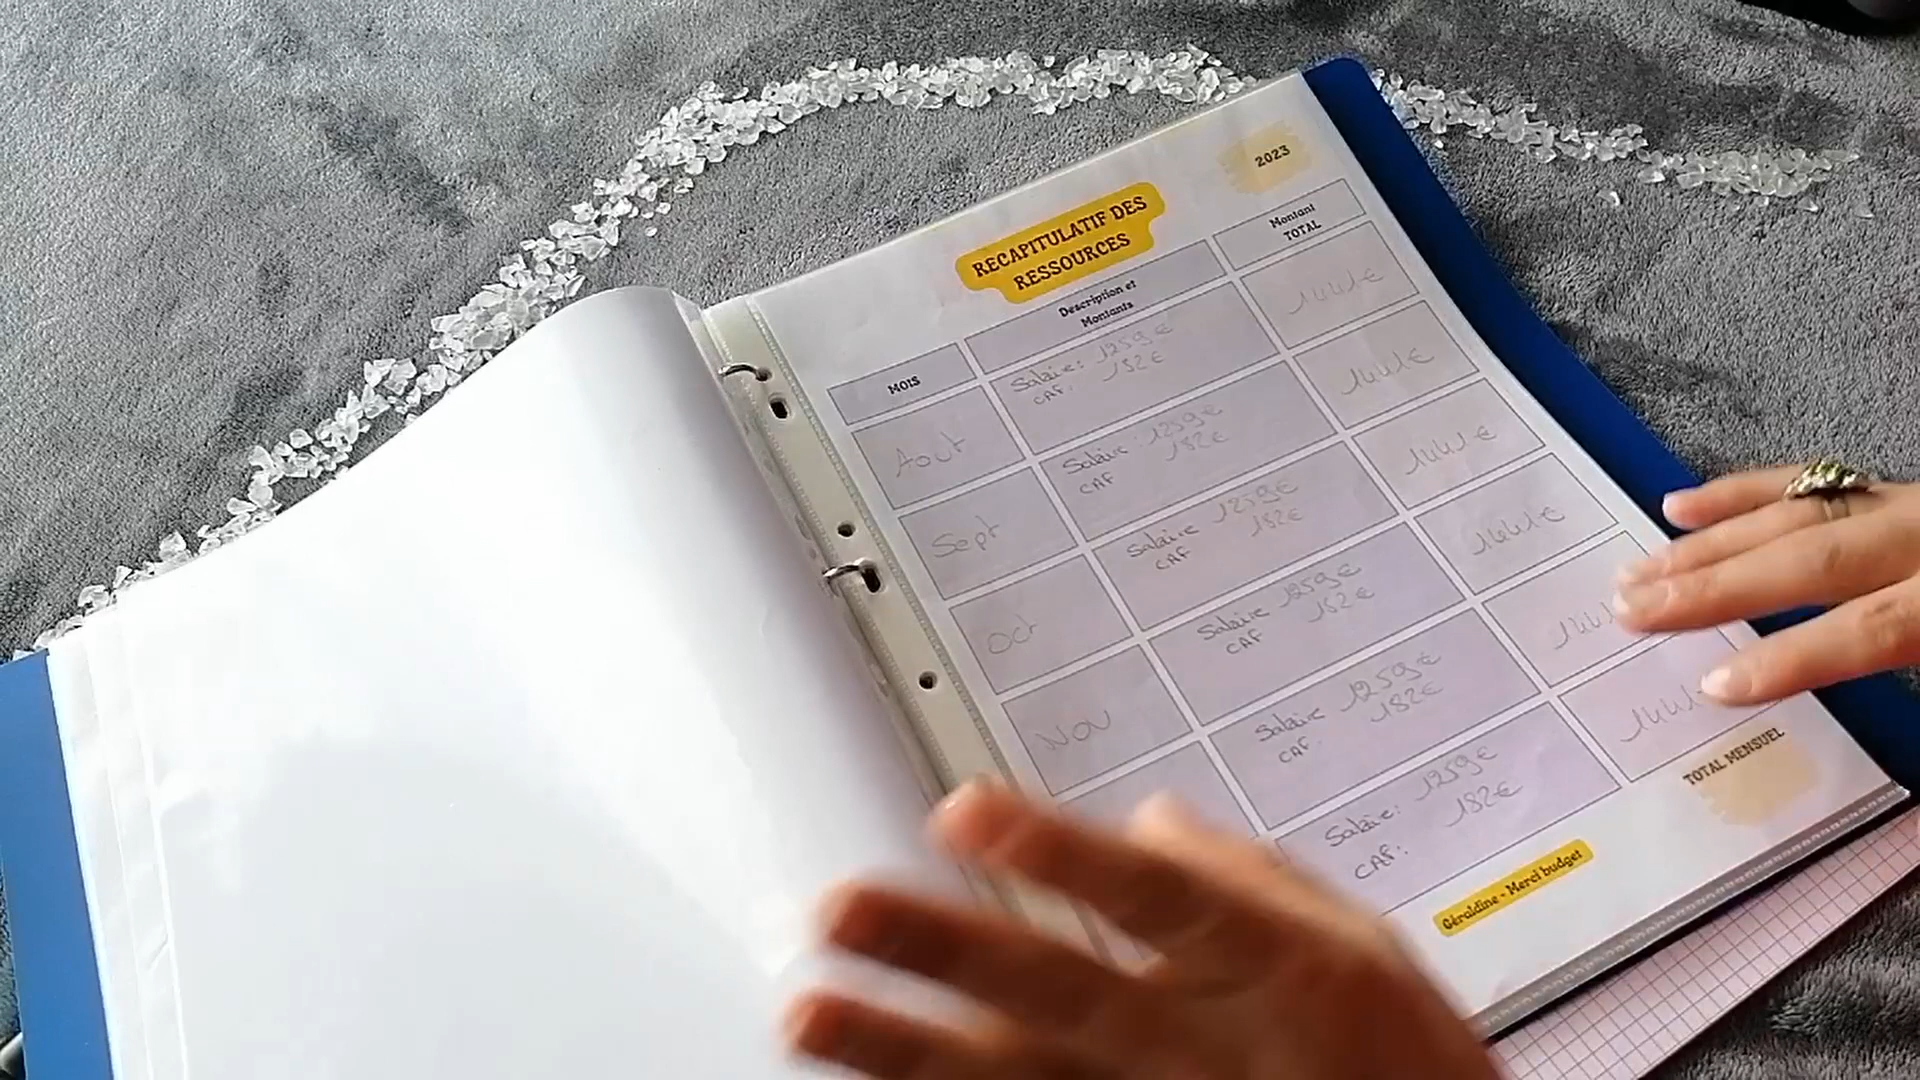 2023
RECAPITULATIF DES
RESSOURCES
MOIS
Description et
Montants
Montant
TOTAL
Aout
Salaire: 1259€
CAF. 182€
1441€
Sept
Salaire: 1259€
CAF 182€
1441€
Oct
Salaire 1259€
CAF 182€
1441€
Nov
Salaire 1259€
CAF 182€
1441€
Salaire 1259€
CAF. 182€
Salaire: 1259€
CAF: 182€
TOTAL MENSUEL
Géraldine - Merci budget